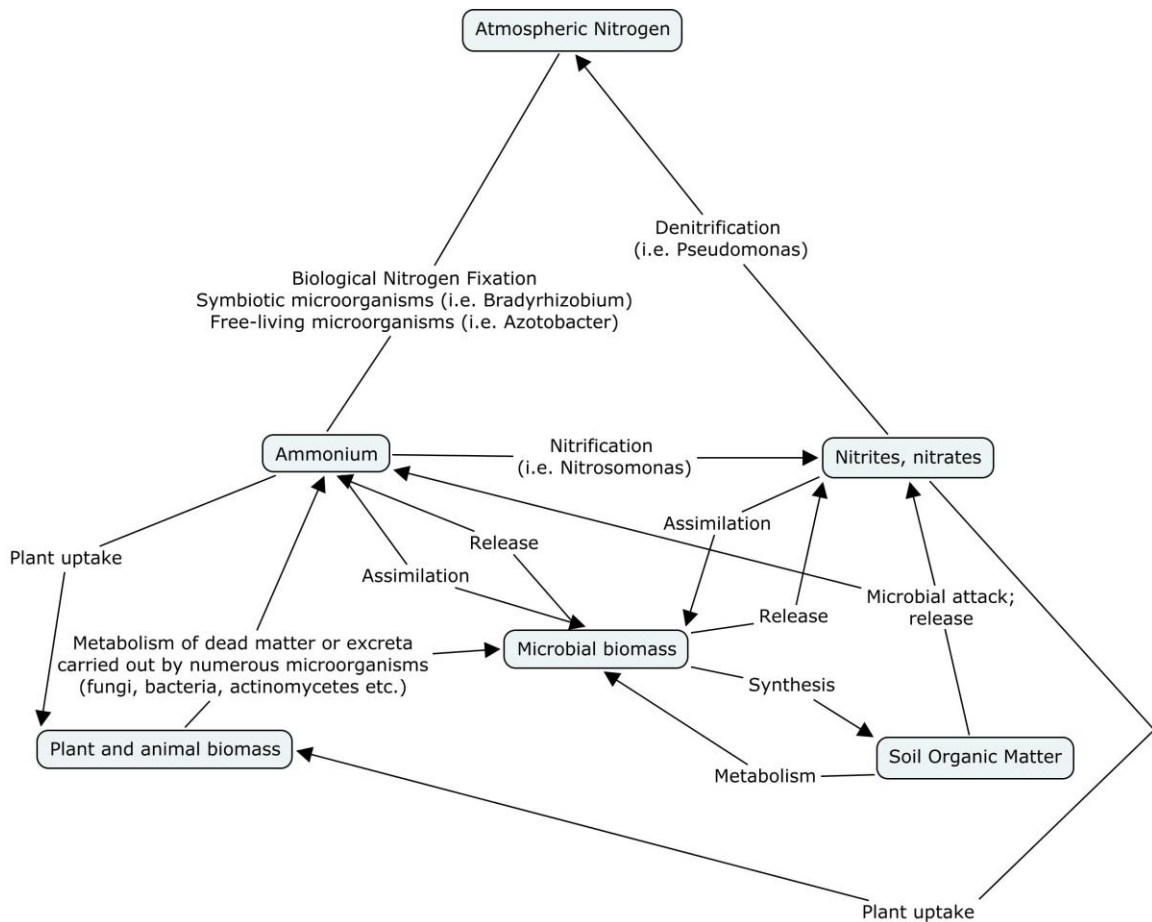 Atmospheric Nitrogen
Denitrification
(i.e. Pseudomonas)
Biological Nitrogen Fixation
Symbiotic microorganisms (i.e. Bradyrhizobium)
Free-living microorganisms (i.e. Azotobacter)
Ammonium
Nitrification
(i.e. Nitrosomonas)
Nitrites, nitrates
Plant uptake
Release
Assimilation
Assimilation
Release
Microbial attack;
release
Metabolism of dead matter or excreta
carried out by numerous microorganisms
(fungi, bacteria, actinomycetes etc.)
Microbial biomass
Synthesis
Plant and animal biomass
Soil Organic Matter
Metabolism
Plant uptake